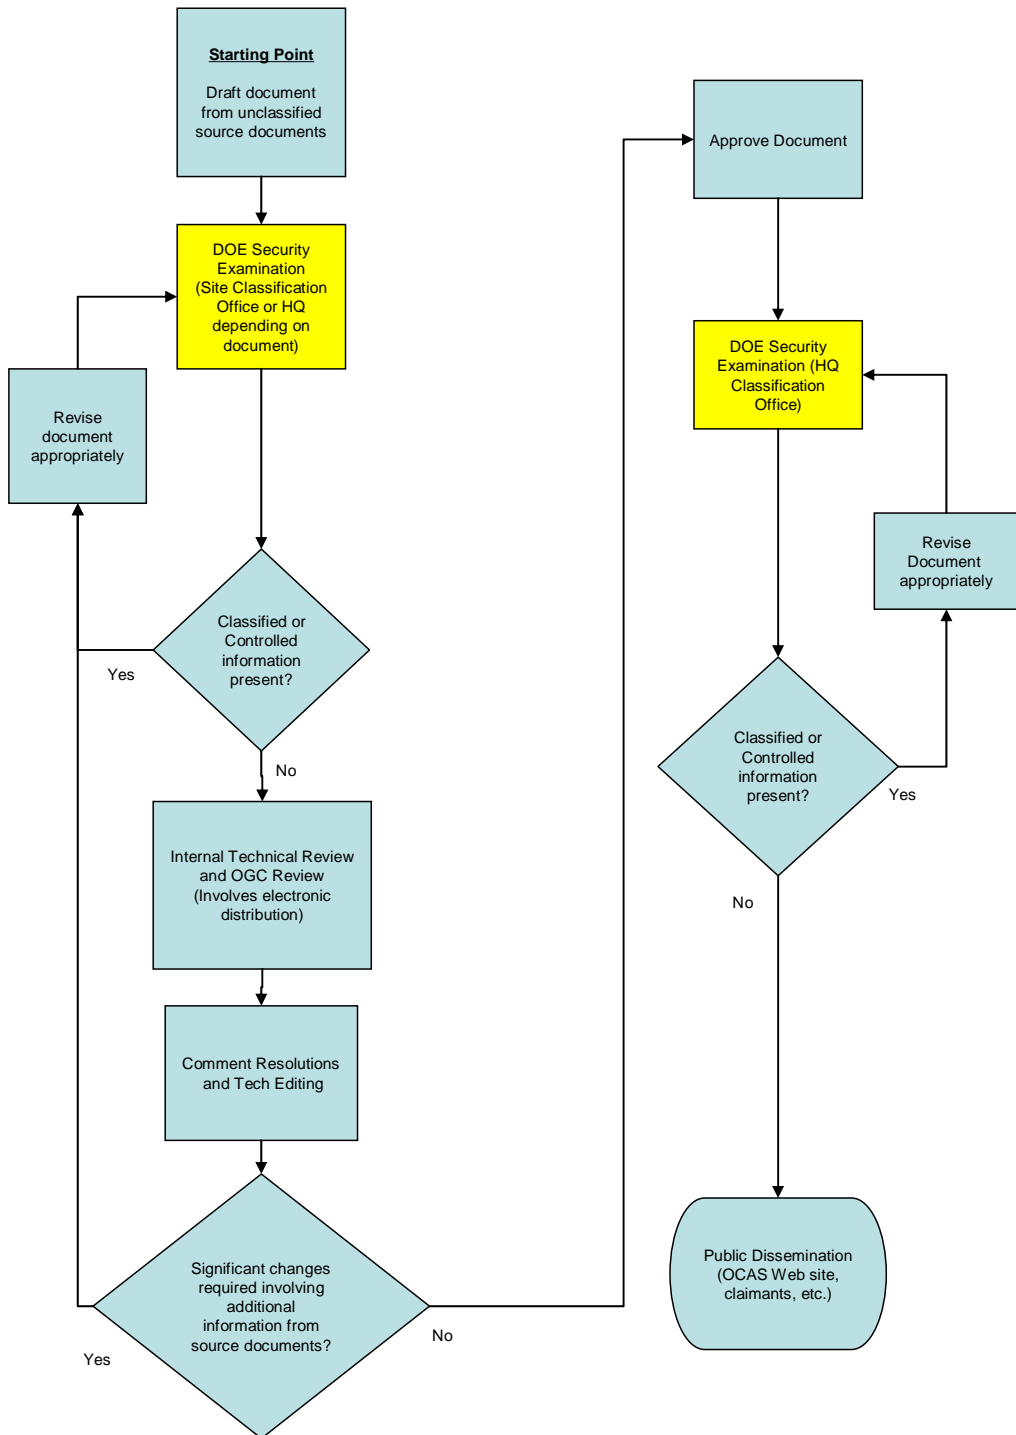 Starting Point
Draft document
from unclassified
source documents
DOE Security
Examination
(Site Classification
Office or HQ
depending on
document)
Revise
document
appropriately
Classified or
Controlled
information
present?
Yes
No
Internal Technical Review
and OGC Review
(Involves electronic
distribution)
Comment Resolutions
and Tech Editing
Significant changes
required involving
additional
information from
source documents?
Yes
No
Approve Document
DOE Security
Examination (HQ
Classification
Office)
Revise
Document
appropriately
Classified or
Controlled
information
present?
Yes
No
Public Dissemination
(OCAS Web site,
claimants, etc.)